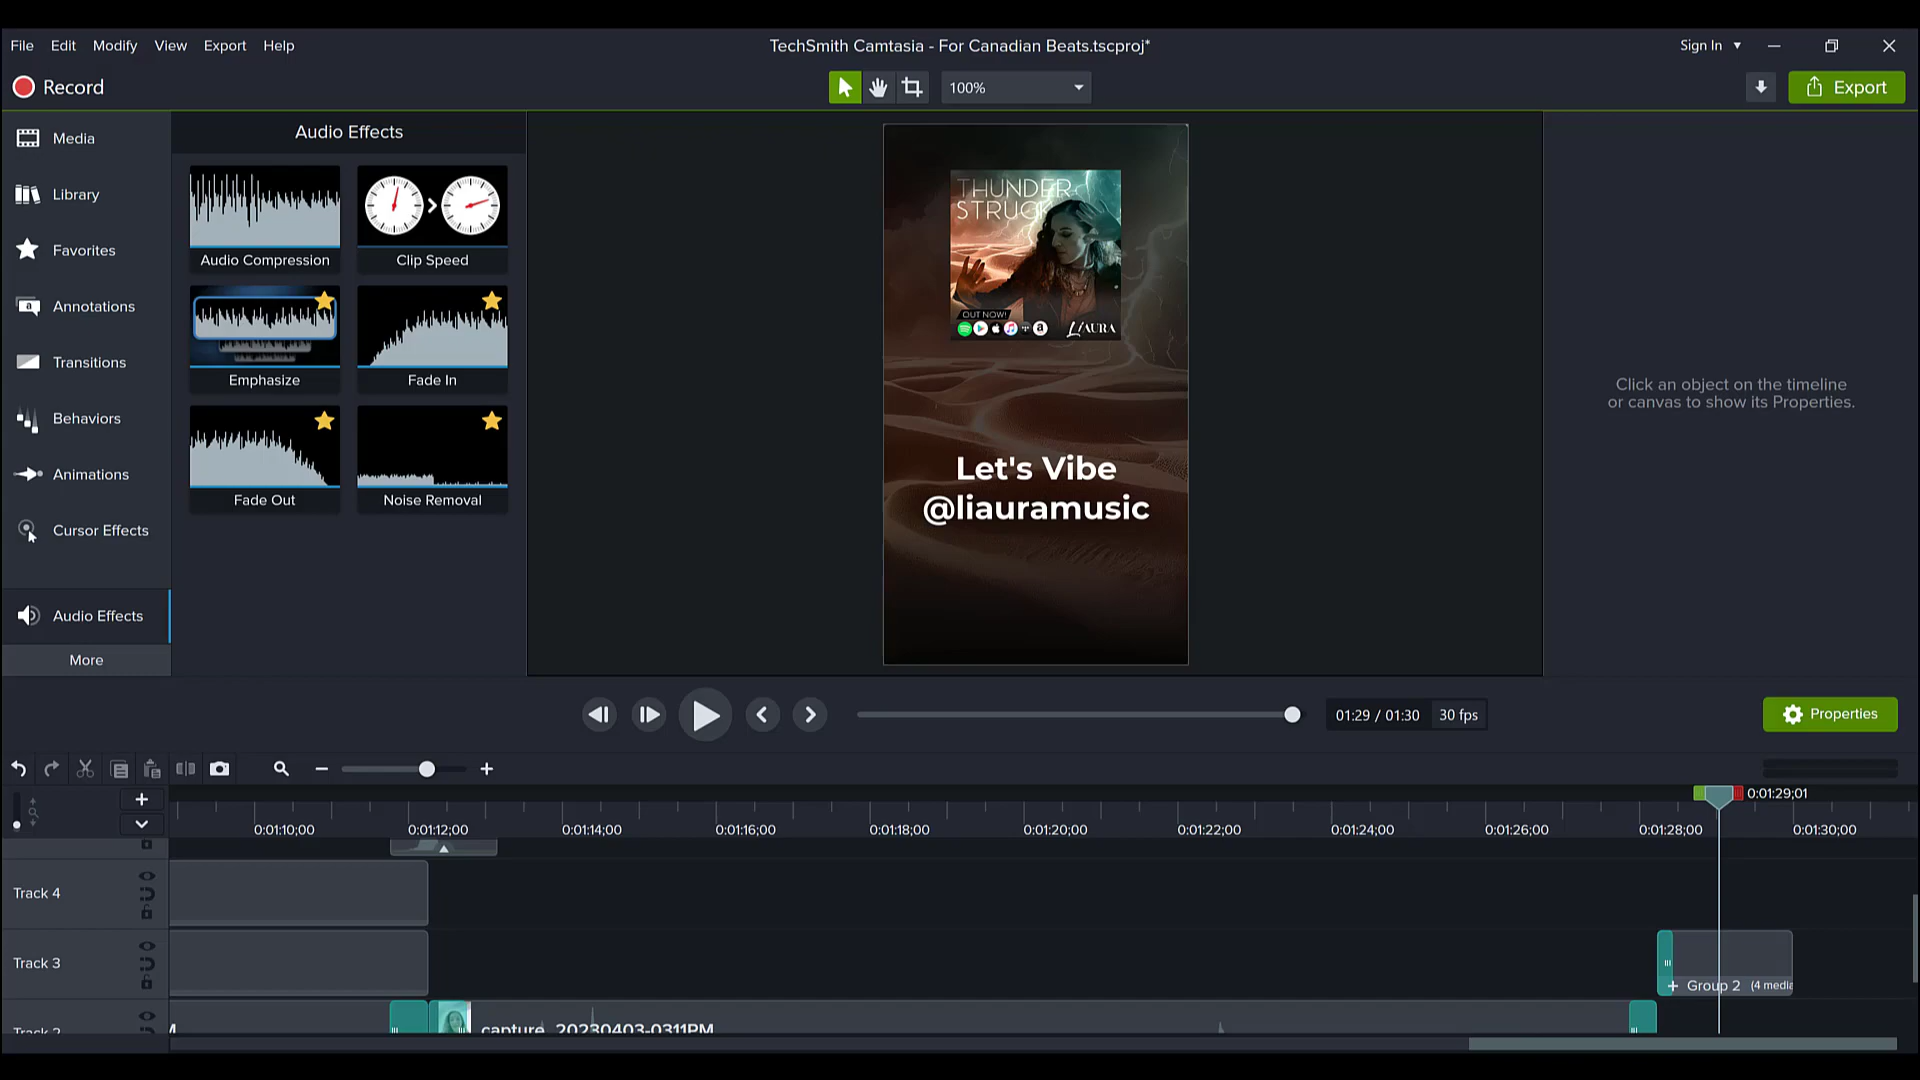 File Edit Modify View Export Help
TechSmith Camtasia - For Canadian Beats.tscproj*
Sign In
Record
100%
Export
Media
Library
Favorites
Annotations
Transitions
Behaviors
Animations
Cursor Effects
Audio Effects
More
Audio Effects
Audio Compression
Clip Speed
Emphasize
Fade In
Fade Out
Noise Removal
THUNDER
STRUCK
OUT NOW!
LIAURA
Let's Vibe
@liauramusic
Click an object on the timeline
or canvas to show its Properties.
01:29 / 01:30 30 fps
Properties
0:01:29;01
0:01:10;00 0:01:12;00 0:01:14;00 0:01:16;00 0:01:18;00 0:01:20;00 0:01:22;00 0:01:24;00 0:01:26;00 0:01:28;00 0:01:30;00
Track 4
Track 3
Group 2 (4 media
Track 2
capture_20230403-0311PM